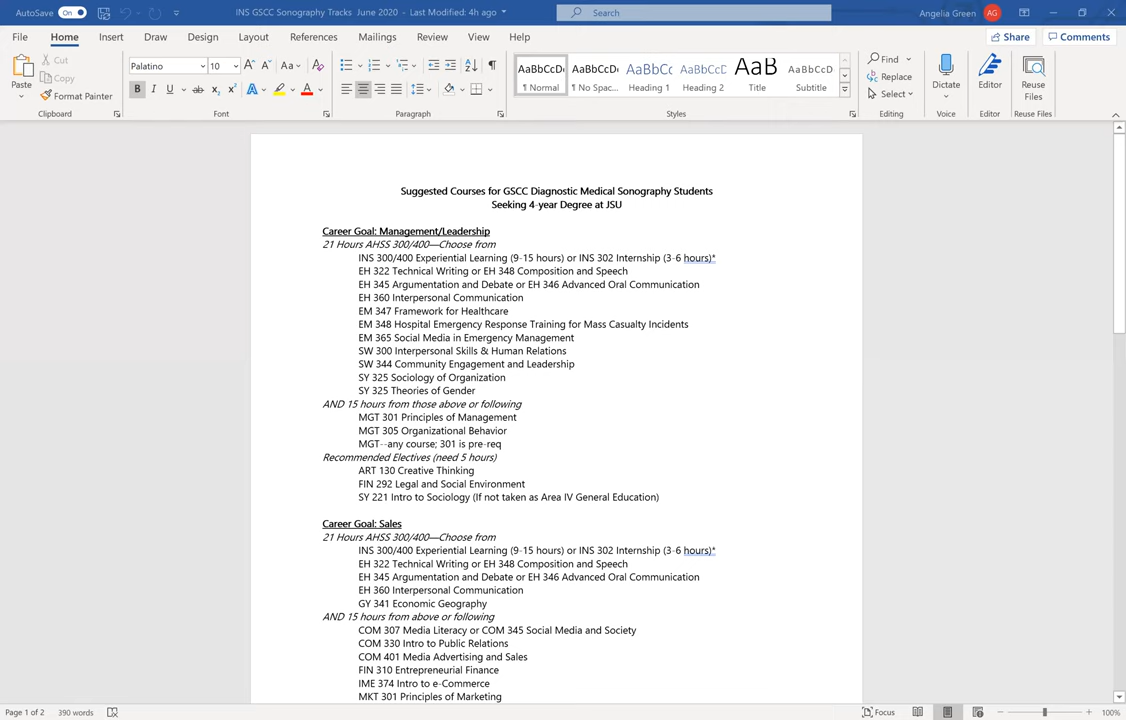 AutoSave On INS GSCC Sonography Tracks June 2020 - Last Modified: 4h ago Search Angelia Green AG
File Home Insert Draw Design Layout References Mailings Review View Help Share Comments
Paste Cut Copy Format Painter
Clipboard
Palatino 10 Aa
B I U ab x₂ x² A A
Font
Paragraph
AaBbCcDc AaBbCcDc AaBbCc AaBbCcD AaB AaBbCcD
¶ Normal ¶ No Spac... Heading 1 Heading 2 Title Subtitle
Styles
Find
Replace
Select
Editing
Dictate
Voice
Editor
Editor
Reuse Files
Reuse Files
Suggested Courses for GSCC Diagnostic Medical Sonography Students
Seeking 4-year Degree at JSU
Career Goal: Management/Leadership
21 Hours AHSS 300/400—Choose from
INS 300/400 Experiential Learning (9-15 hours) or INS 302 Internship (3-6 hours)*
EH 322 Technical Writing or EH 348 Composition and Speech
EH 345 Argumentation and Debate or EH 346 Advanced Oral Communication
EH 360 Interpersonal Communication
EM 347 Framework for Healthcare
EM 348 Hospital Emergency Response Training for Mass Casualty Incidents
EM 365 Social Media in Emergency Management
SW 300 Interpersonal Skills & Human Relations
SW 344 Community Engagement and Leadership
SY 325 Sociology of Organization
SY 325 Theories of Gender
AND 15 hours from those above or following
MGT 301 Principles of Management
MGT 305 Organizational Behavior
MGT--any course; 301 is pre-req
Recommended Electives (need 5 hours)
ART 130 Creative Thinking
FIN 292 Legal and Social Environment
SY 221 Intro to Sociology (If not taken as Area IV General Education)
Career Goal: Sales
21 Hours AHSS 300/400—Choose from
INS 300/400 Experiential Learning (9-15 hours) or INS 302 Internship (3-6 hours)*
EH 322 Technical Writing or EH 348 Composition and Speech
EH 345 Argumentation and Debate or EH 346 Advanced Oral Communication
EH 360 Interpersonal Communication
GY 341 Economic Geography
AND 15 hours from above or following
COM 307 Media Literacy or COM 345 Social Media and Society
COM 330 Intro to Public Relations
COM 401 Media Advertising and Sales
FIN 310 Entrepreneurial Finance
IME 374 Intro to e-Commerce
MKT 301 Principles of Marketing
Page 1 of 2 390 words Focus 100%